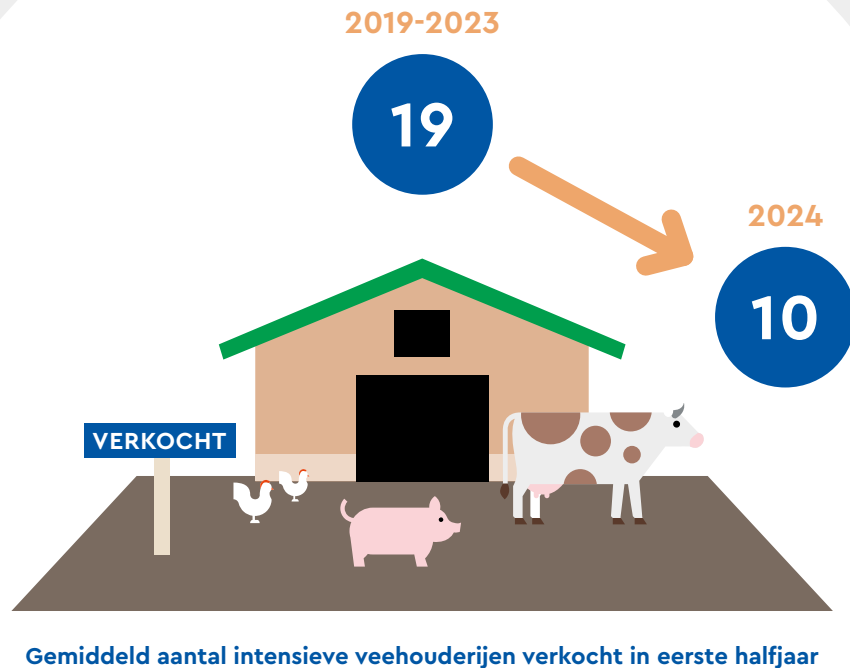 2019-2023
19
2024
10
VERKOCHT
Gemiddeld aantal intensieve veehouderijen verkocht in eerste halfjaar